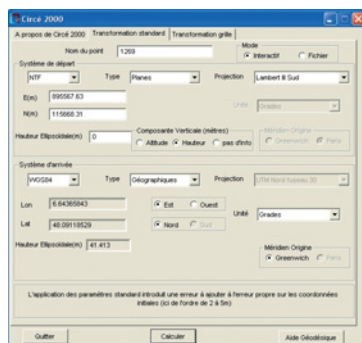 Circé 2000
A propos de Circé 2000 Transformation standard Transformation grille
Nom du point 1269
Mode
Interactif Fichier
Système de départ
NTF Type Planes Projection Lambert III Sud
E(m) 895567.63 Unité Grades
N(m) 115668.31
Hauteur Ellipsoïdale(m) 0
Composante Verticale (mètres)
Altitude Hauteur pas d'info
Méridien Origine
Greenwich Paris
Système d'arrivée
WGS84 Type Géographiques Projection UTM Nord fuseau 30
Lon 6.64365843 Est Ouest
Unité Grades
Lat 48.09118529 Nord Sud
Hauteur Ellipsoïdale(m) 41.413
Méridien Origine
Greenwich Paris
L'application des paramètres standard introduit une erreur à ajouter à l'erreur propre sur les coordonnées
initiales (ici de l'ordre de 2 à 5m)
Quitter Calculer Aide Géodésique